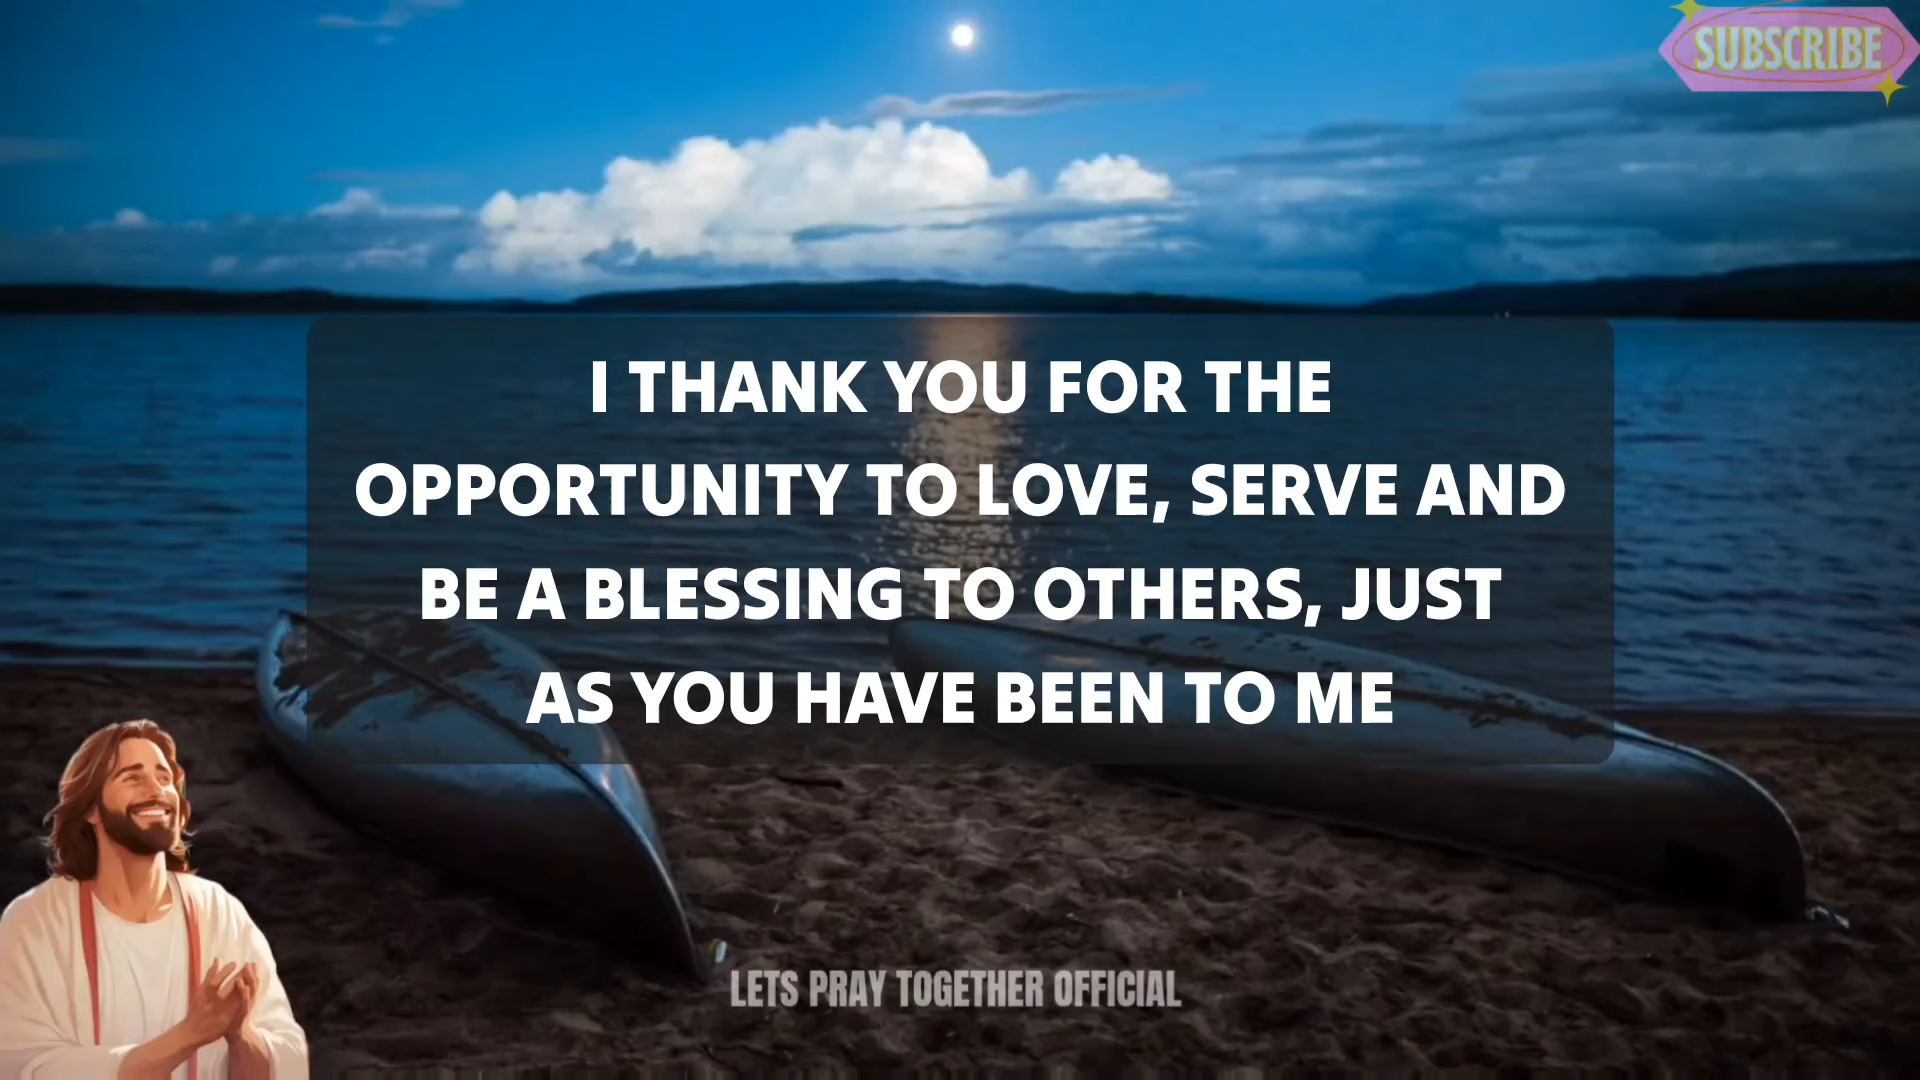 SUBSCRIBE
I THANK YOU FOR THE
OPPORTUNITY TO LOVE, SERVE AND
BE A BLESSING TO OTHERS, JUST
AS YOU HAVE BEEN TO ME
LETS PRAY TOGETHER OFFICIAL